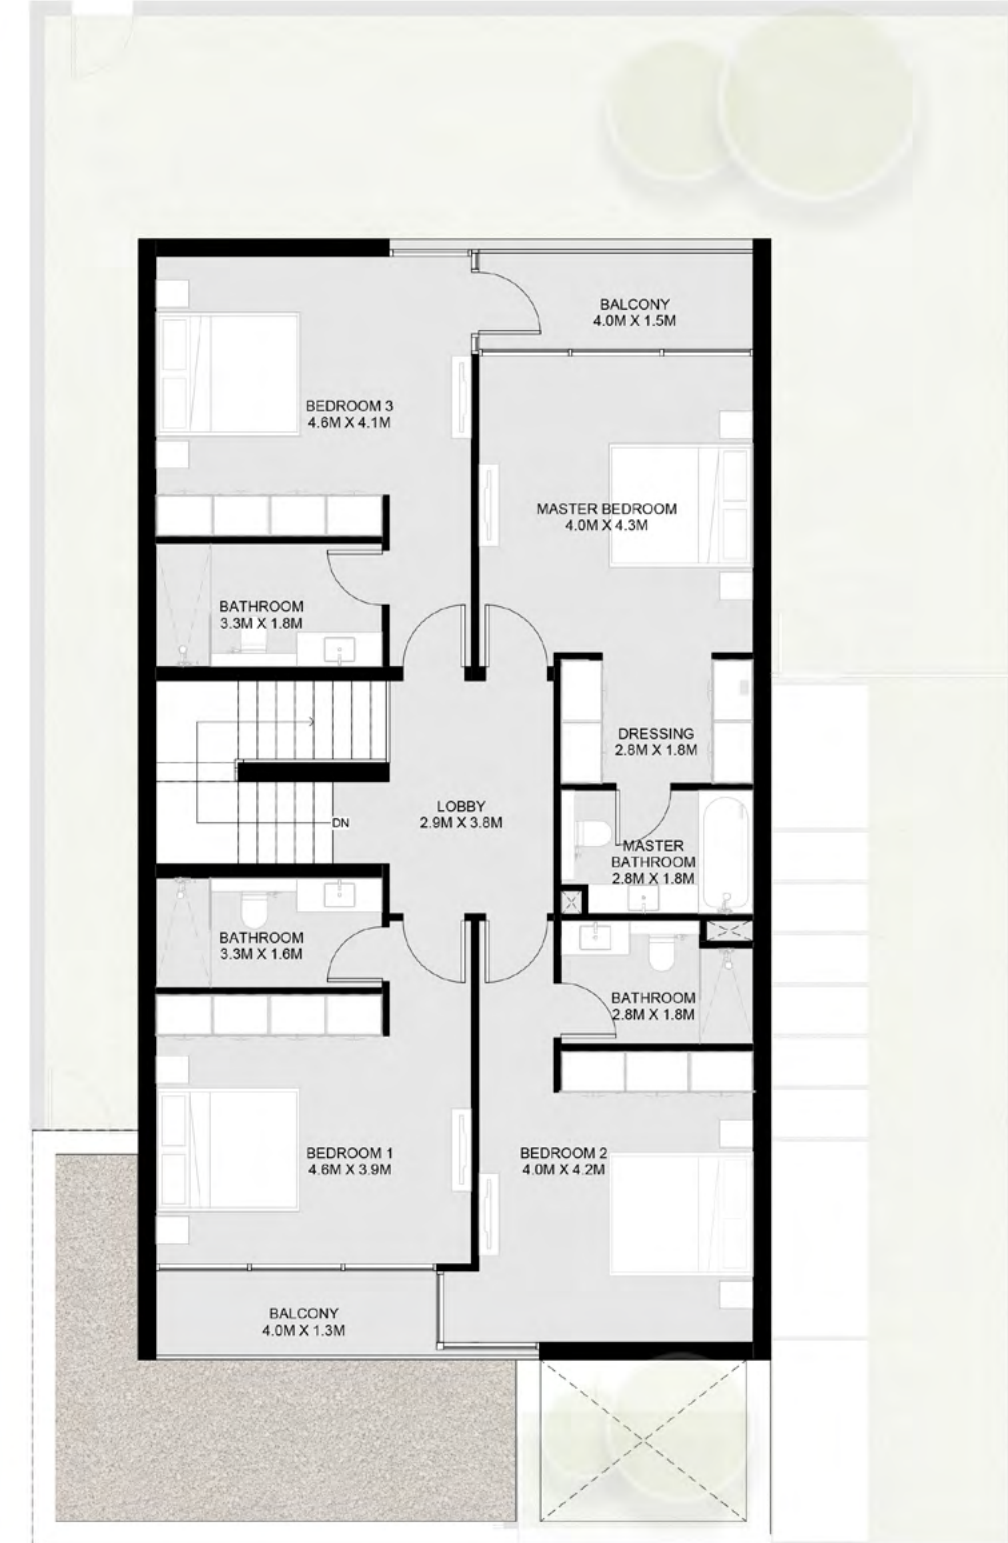 BALCONY
4.0M X 1.5M
BEDROOM 3
4.6M X 4.1M
MASTER BEDROOM
4.0M X 4.3M
BATHROOM
3.3M X 1.8M
DRESSING
2.8M X 1.8M
LOBBY
2.9M X 3.8M
DN
MASTER
BATHROOM
2.8M X 1.8M
BATHROOM
3.3M X 1.6M
BATHROOM
2.8M X 1.8M
BEDROOM 1
4.6M X 3.9M
BEDROOM 2
4.0M X 4.2M
BALCONY
4.0M X 1.3M